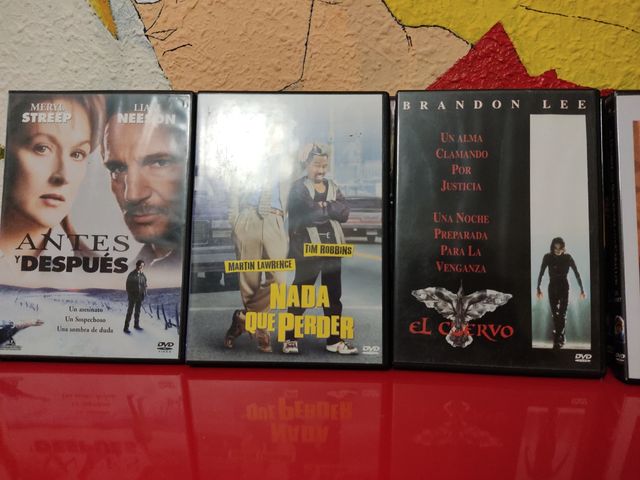 MERYL
STREEP
LIAM
NEESON
ANTES
Y DESPUÉS
Un asesinato
Un Sospechoso
Una sombra de duda
DVD
TIM ROBBINS
MARTIN LAWRENCE
NADA
QUE PERDER
DVD
BRANDON LEE
UN ALMA
CLAMANDO
POR
JUSTICIA
UNA NOCHE
PREPARADA
PARA LA
VENGANZA
EL CUERVO
DVD